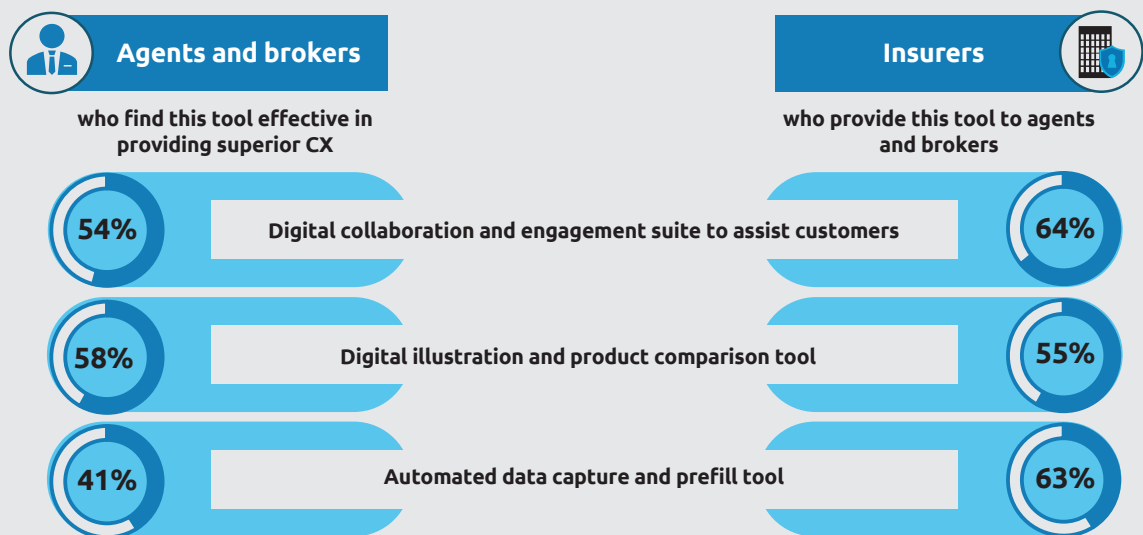 Agents and brokers
Insurers
who find this tool effective in
providing superior CX
who provide this tool to agents
and brokers
54%
Digital collaboration and engagement suite to assist customers
64%
58%
Digital illustration and product comparison tool
55%
41%
Automated data capture and prefill tool
63%